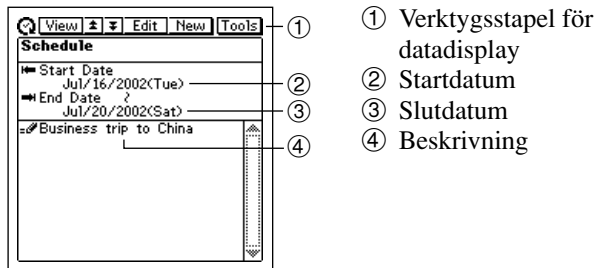 View Edit New Tools ①
Schedule
Start Date
Jul/16/2002(Tue) ②
End Date ~
Jul/20/2002(Sat) ③
Business trip to China
④
① Verktygsstapel för
datadisplay
② Startdatum
③ Slutdatum
④ Beskrivning